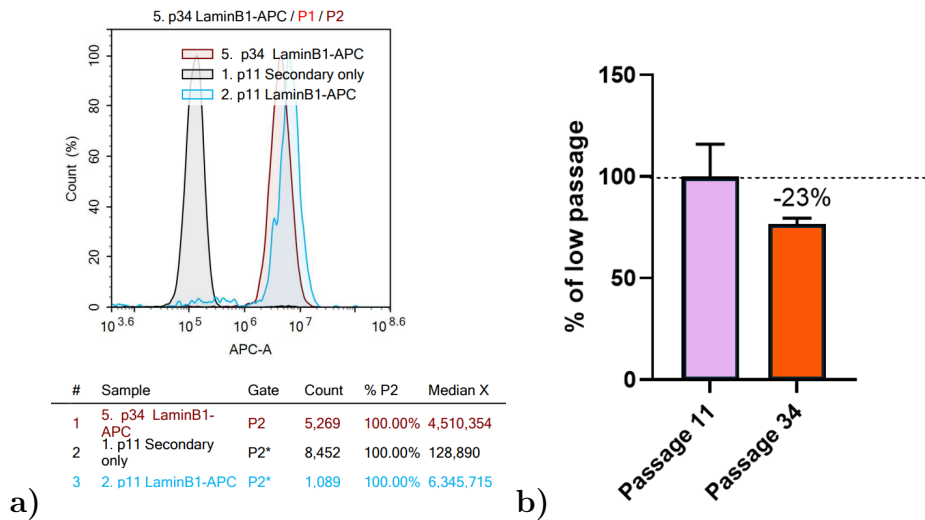 5. p34 LaminB1-APC / P1 / P2
5. p34 LaminB1-APC
1. p11 Secondary only
2. p11 LaminB1-APC
Count (%)
100
80
60
40
20
0
10^3.6 10^5 10^6 10^7 10^8.6
APC-A
# Sample Gate Count % P2 Median X
1 5. p34 LaminB1-APC P2 5,269 100.00% 4,510,354
2 1. p11 Secondary only P2* 8,452 100.00% 128,890
3 2. p11 LaminB1-APC P2* 1,089 100.00% 6,345,715
a)
% of low passage
150
100
50
0
-23%
Passage 11
Passage 34
b)